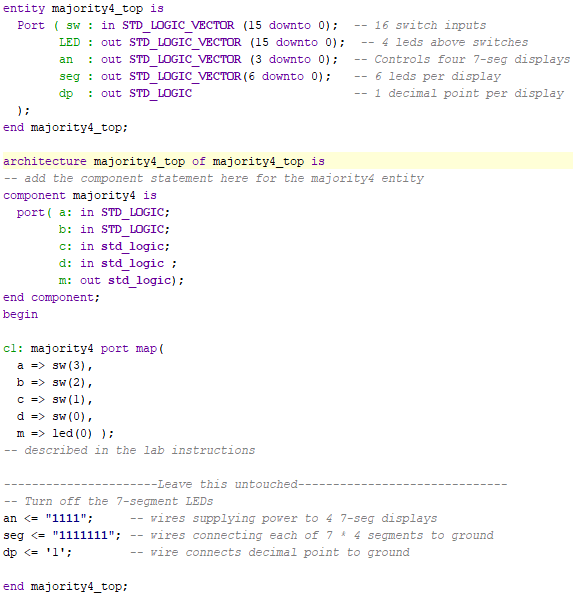 entity majority4_top is
Port ( sw : in STD_LOGIC_VECTOR (15 downto 0);  -- 16 switch inputs
LED : out STD_LOGIC_VECTOR (15 downto 0);  -- 4 leds above switches
an  : out STD_LOGIC_VECTOR (3 downto 0);  -- Controls four 7-seg displays
seg : out STD_LOGIC_VECTOR(6 downto 0);   -- 6 leds per display
dp  : out STD_LOGIC                       -- 1 decimal point per display
);
end majority4_top;
architecture majority4_top of majority4_top is
-- add the component statement here for the majority4 entity
component majority4 is
port( a: in STD_LOGIC;
b: in STD_LOGIC;
c: in std_logic;
d: in std_logic ;
m: out std_logic);
end component;
begin
c1: majority4 port map(
a => sw(3),
b => sw(2),
c => sw(1),
d => sw(0),
m => led(0) );
-- described in the lab instructions
----------------------Leave this untouched------------------------------
-- Turn off the 7-segment LEDs
an <= "1111";     -- wires supplying power to 4 7-seg displays
seg <= "1111111"; -- wires connecting each of 7 * 4 segments to ground
dp <= '1';        -- wire connects decimal point to ground
end majority4_top;